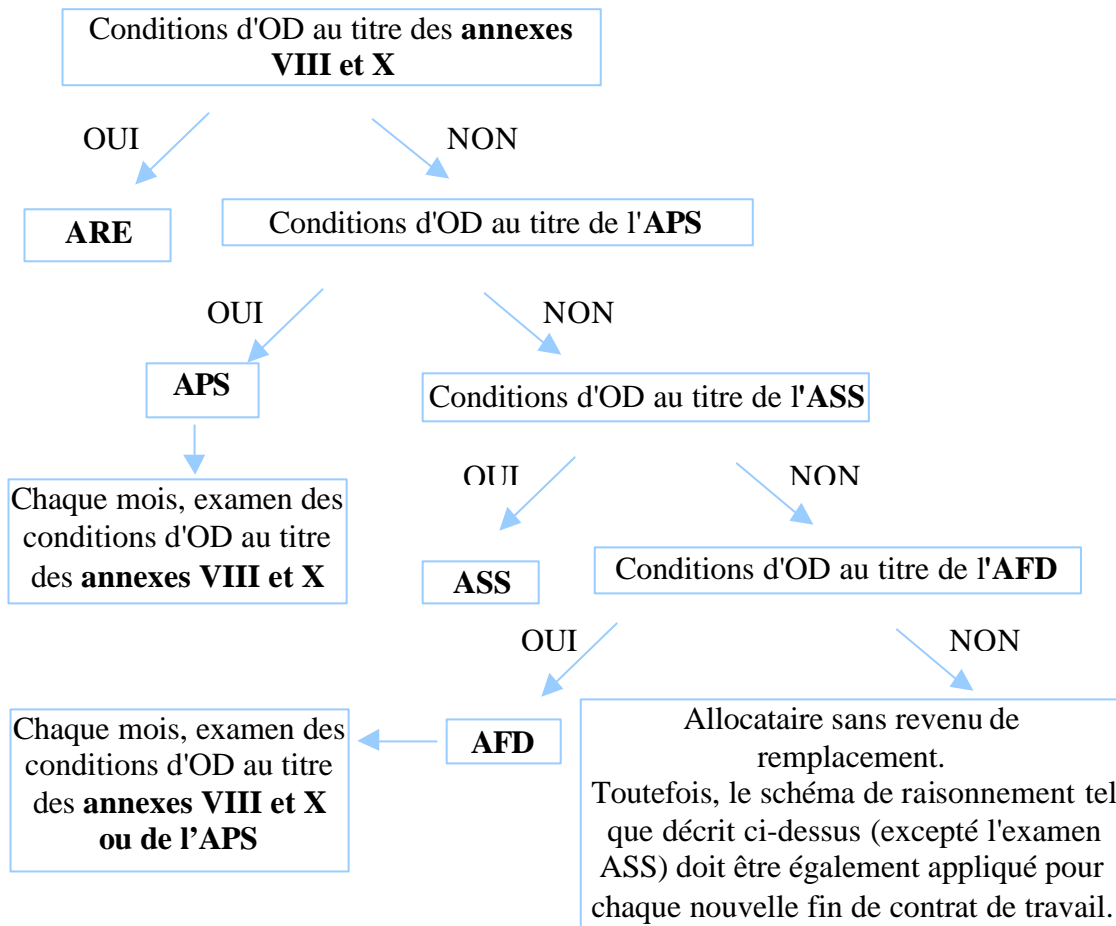 Conditions d'OD au titre des annexes
VIII et X
OUI
NON
ARE
Conditions d'OD au titre de l'APS
OUI
NON
APS
Conditions d'OD au titre de l'ASS
Chaque mois, examen des
conditions d'OD au titre
des annexes VIII et X
OUI
NON
ASS
Conditions d'OD au titre de l'AFD
OUI
NON
Chaque mois, examen des
conditions d'OD au titre
des annexes VIII et X
ou de l’APS
AFD
Allocataire sans revenu de
remplacement.
Toutefois, le schéma de raisonnement tel
que décrit ci-dessus (excepté l'examen
ASS) doit être également appliqué pour
chaque nouvelle fin de contrat de travail.